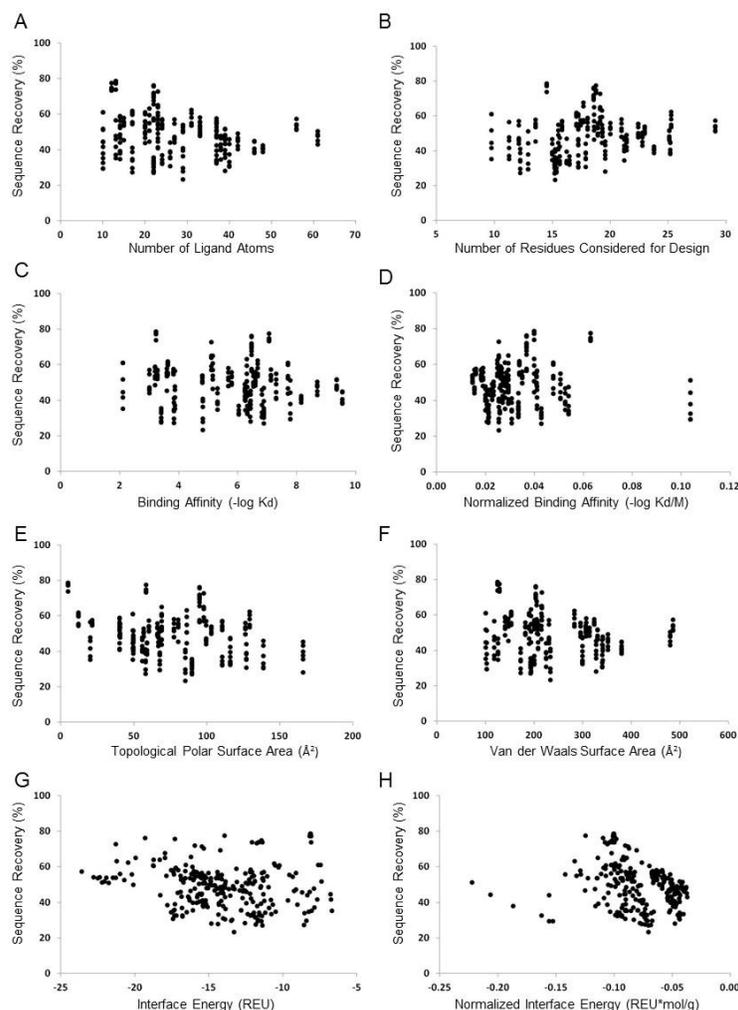 A
Sequence Recovery (%)
100
80
60
40
20
0
0 10 20 30 40 50 60 70
Number of Ligand Atoms
B
Sequence Recovery (%)
100
80
60
40
20
0
5 10 15 20 25 30
Number of Residues Considered for Design
C
Sequence Recovery (%)
100
80
60
40
20
0
0 2 4 6 8 10
Binding Affinity (-log Kd)
D
Sequence Recovery (%)
100
80
60
40
20
0
0.00 0.02 0.04 0.06 0.08 0.10 0.12
Normalized Binding Affinity (-log Kd/M)
E
Sequence Recovery (%)
100
80
60
40
20
0
0 50 100 150 200
Topological Polar Surface Area (Å²)
F
Sequence Recovery (%)
100
80
60
40
20
0
0 100 200 300 400 500 600
Van der Waals Surface Area (Å²)
G
Sequence Recovery (%)
100
80
60
40
20
0
-25 -20 -15 -10 -5
Interface Energy (REU)
H
Sequence Recovery (%)
100
80
60
40
20
0
-0.25 -0.20 -0.15 -0.10 -0.05 0.00
Normalized Interface Energy (REU*mol/g)